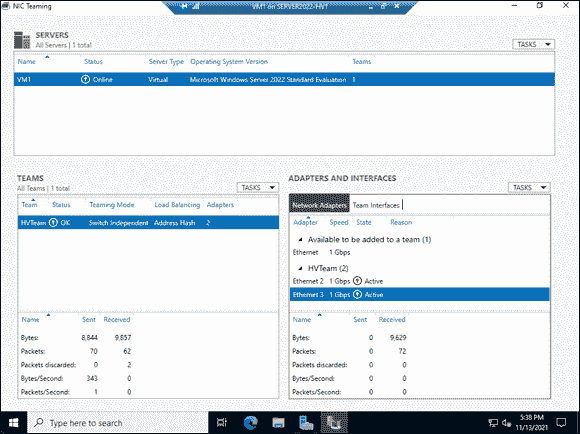 NIC Teaming
VM1 on SERVER2022-HV1
SERVERS
All Servers | 1 total
TASKS
Name Status Server Type Operating System Version Teams
VM1 Online Virtual Microsoft Windows Server 2022 Standard Evaluation 1
TEAMS
All Teams | 1 total
TASKS
Team Status Teaming Mode Load Balancing Adapters
HVTeam OK Switch Independent Address Hash 2
Name Sent Received
Bytes: 8,844 9,857
Packets: 70 62
Packets discarded: 0 2
Bytes/Second: 343 0
Packets/Second: 1 0
ADAPTERS AND INTERFACES
TASKS
Network Adapters Team Interfaces
Adapter Speed State Reason
Available to be added to a team (1)
Ethernet 1 Gbps
HVTeam (2)
Ethernet 2 1 Gbps Active
Ethernet 3 1 Gbps Active
Name Sent Received
Bytes: 0 9,629
Packets: 0 72
Packets discarded: 0 0
Bytes/Second: 0 0
Packets/Second: 0 0
Type here to search
5:38 PM
11/13/2021